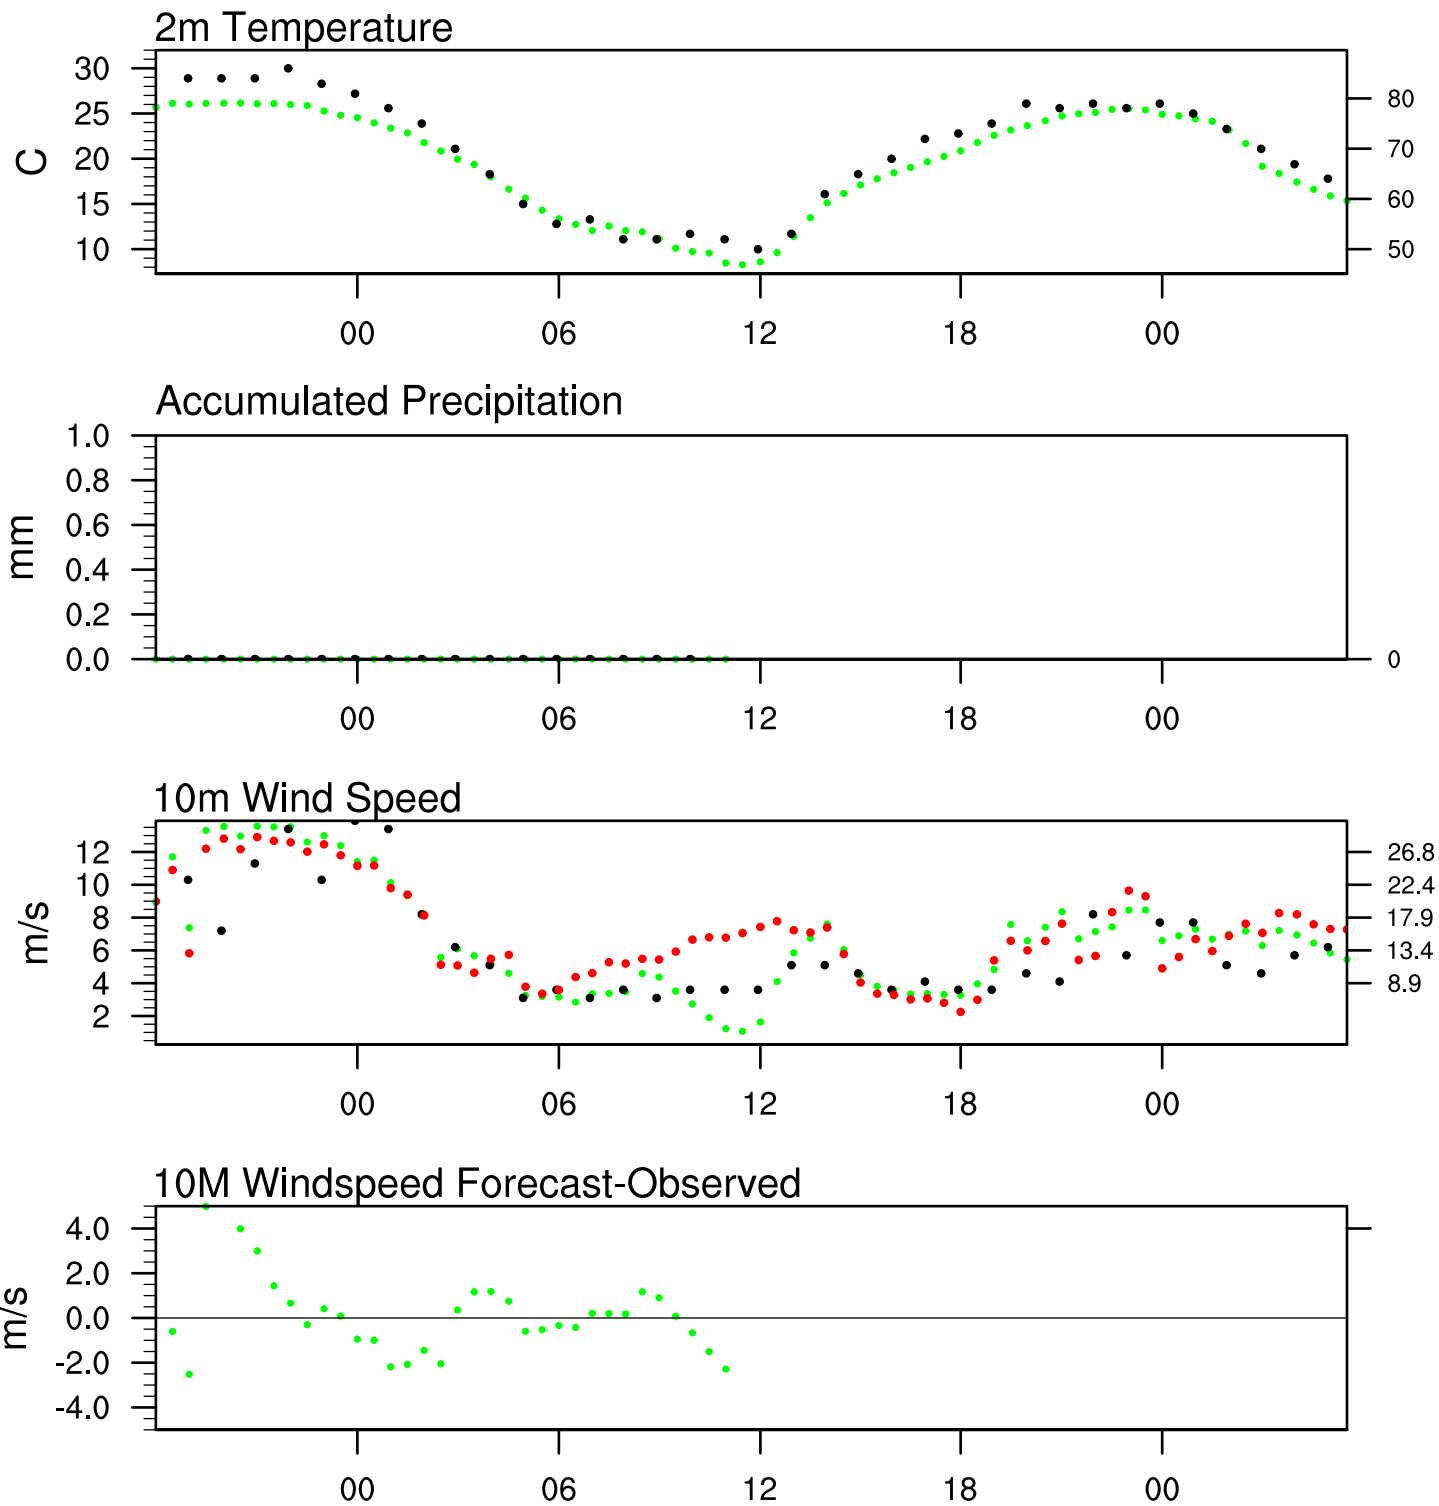 2m Temperature
30
25
20
15
10
C
80
70
60
50
00 06 12 18 00
Accumulated Precipitation
1.0
0.8
0.6
0.4
0.2
0.0
mm
0
00 06 12 18 00
10m Wind Speed
12
10
8
6
4
2
m/s
26.8
22.4
17.9
13.4
8.9
00 06 12 18 00
10M Windspeed Forecast-Observed
4.0
2.0
0.0
-2.0
-4.0
m/s
00 06 12 18 00